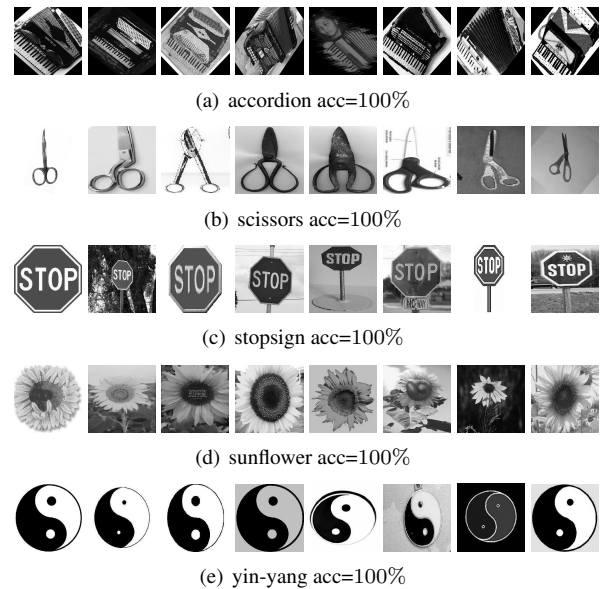 (a) accordion acc=100%
(b) scissors acc=100%
STOP STOP STOP STOP STOP STOP STOP STOP
(c) stopsign acc=100%
(d) sunflower acc=100%
(e) yin-yang acc=100%